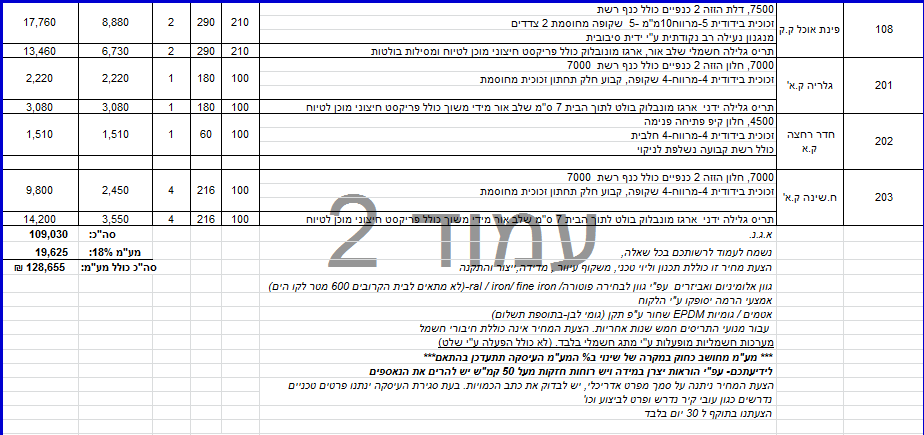 7500, דלת הזזה 2 כנפיים כולל כנף רשת
108 פינת אוכל ק.ק זכוכית בידודית 5-מרווח10מ"מ -5 שקופה מחוסמת 2 צדדים 210 290 2 8,880 17,760
מנגנון נעילה רב נקודתית ע"י ידית סיבובית
תריס גלילה חשמלי שלב אור, ארגז מונבלוק כולל פריקסט חיצוני מוכן לטיוח ומסילות בולטות 210 290 2 6,730 13,460
7000, חלון הזזה 2 כנפיים כולל כנף רשת 7000
201 גלריה ק.א' זכוכית בידודית 4-מרווח-4 שקופה, קבוע חלק תחתון זכוכית מחוסמת 100 180 1 2,220 2,220
תריס גלילה ידני ארגז מונבלוק בולט לתוך הבית 7 ס"מ שלב אור מידי משוך כולל פריקסט חיצוני מוכן לטיוח 100 180 1 3,080 3,080
4500, חלון קיפ פתיחה פנימה
202 חדר רחצה ק.א זכוכית בידודית 4-מרווח-4 חלבית 100 60 1 1,510 1,510
כולל רשת קבועה נשלפת לניקוי
7000, חלון הזזה 2 כנפיים כולל כנף רשת 7000
203 ח.שינה ק.א' זכוכית בידודית 4-מרווח-4 שקופה, קבוע חלק תחתון זכוכית מחוסמת 100 216 4 2,450 9,800
תריס גלילה ידני ארגז מונבלוק בולט לתוך הבית 7 ס"מ שלב אור מידי משוך כולל פריקסט חיצוני מוכן לטיוח 100 216 4 3,550 14,200
א.ג.נ. סה"כ: 109,030
נשמח לעמוד לרשותכם בכל שאלה, מע"מ 18%: 19,625
הצעת מחיר זו כוללת תכנון וליווי טכני, משקוף עיוור, מדידה,ייצור והתקנה סה"כ כולל מע"מ: 128,655 ₪
גוון אלומיניום ואביזרים עפ"י גוון לבחירה פוטורה/ ral / iron/ fine iron-(לא מתאים לבית הקרובים 600 מטר לקו הים)
אמצעי הרמה יסופקו ע"י הלקוח
אטמים / גומיות EPDM שחור ע"פ תקן (גומי לבן-בתוספת תשלום)
עבור מנועי התריסים חמש שנות אחריות. הצעת המחיר אינה כוללת חיבורי חשמל
מערכות חשמליות מופעלות ע"י מתג חשמלי בלבד. (לא כולל הפעלה ע"י שלט)
*** מע"מ מחושב כחוק במקרה של שינוי ב% המע"מ העיסקה תתעדכן בהתאם***
לידיעתכם- עפ"י הוראות יצרן במידה ויש רוחות חזקות מעל 50 קמ"ש יש להרים את הנאספים
הצעת המחיר ניתנה על סמך מפרט אדריכלי, יש לבדוק את כתב הכמויות. בעת סגירת העיסקה ינתנו פרטים טכניים
נדרשים כגון עובי קיר נדרש ופרט לביצוע וכו'
הצעתנו בתוקף ל 30 יום בלבד
עמוד 2